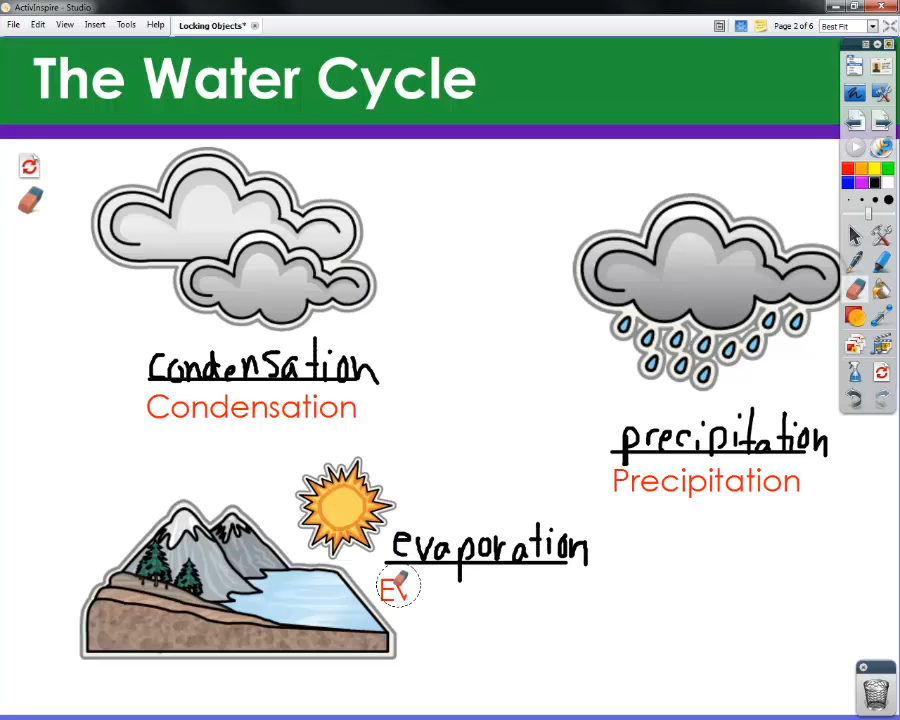 ActivInspire - Studio
File Edit View Insert Tools Help Locking Objects* Page 2 of 6 Best Fit
The Water Cycle
condensation
Condensation
precipitation
Precipitation
evaporation
Ev